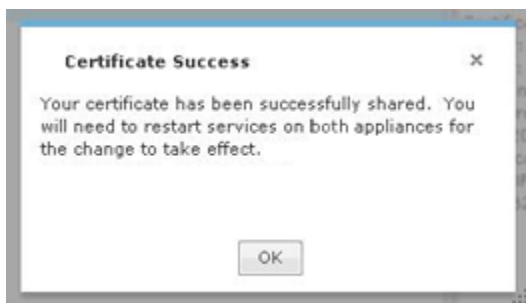 Certificate Success
Your certificate has been successfully shared. You
will need to restart services on both appliances for
the change to take effect.
OK